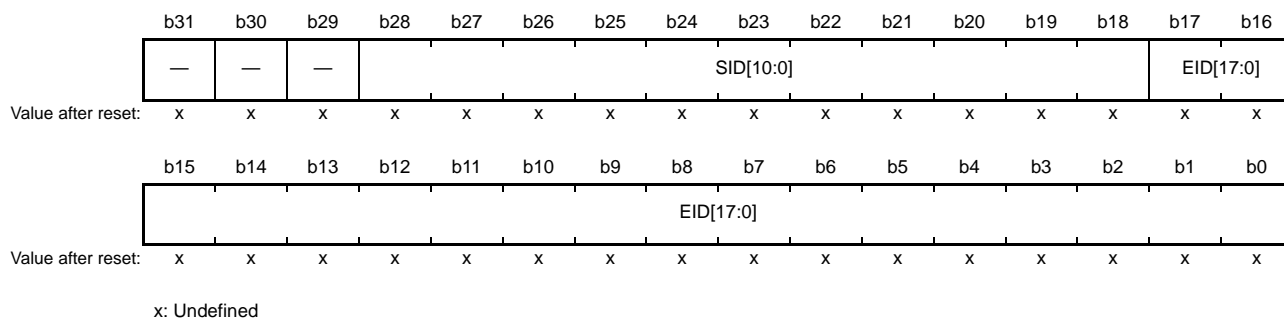 b31 b30 b29 b28 b27 b26 b25 b24 b23 b22 b21 b20 b19 b18 b17 b16
— — — SID[10:0] EID[17:0]
Value after reset: x x x x x x x x x x x x x x x x
b15 b14 b13 b12 b11 b10 b9 b8 b7 b6 b5 b4 b3 b2 b1 b0
EID[17:0]
Value after reset: x x x x x x x x x x x x x x x x
x: Undefined